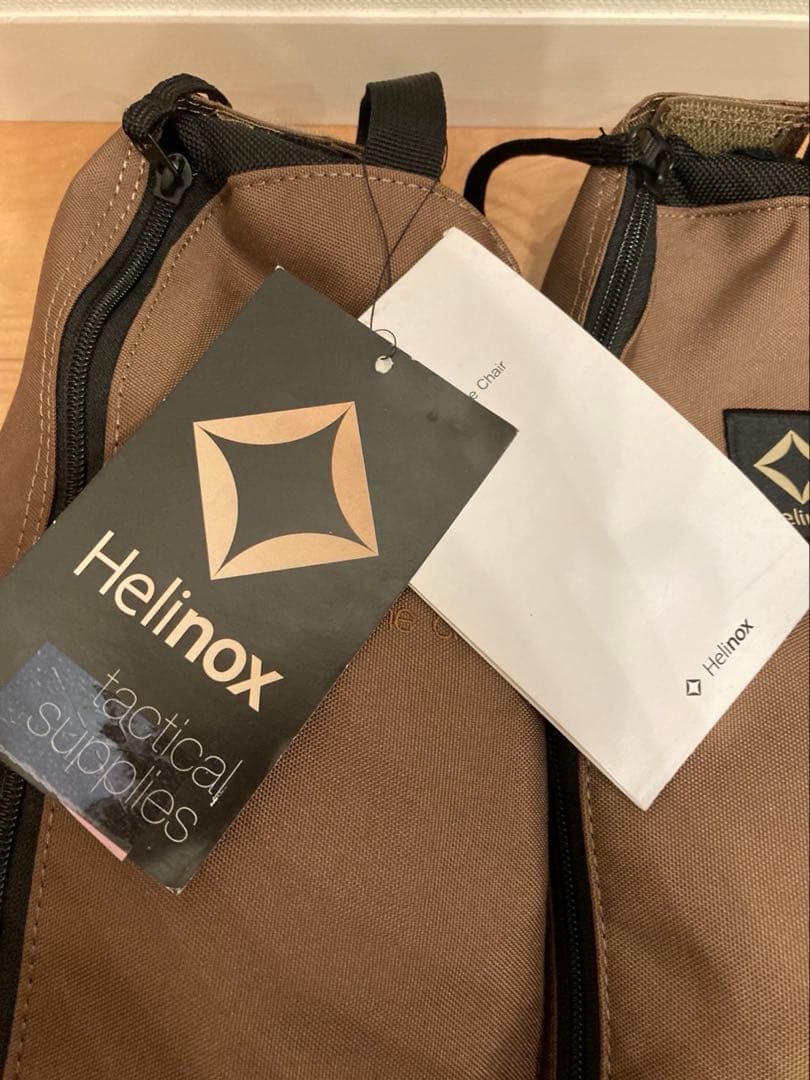 Helinox
tactical
supplies
e Chair
Helinox